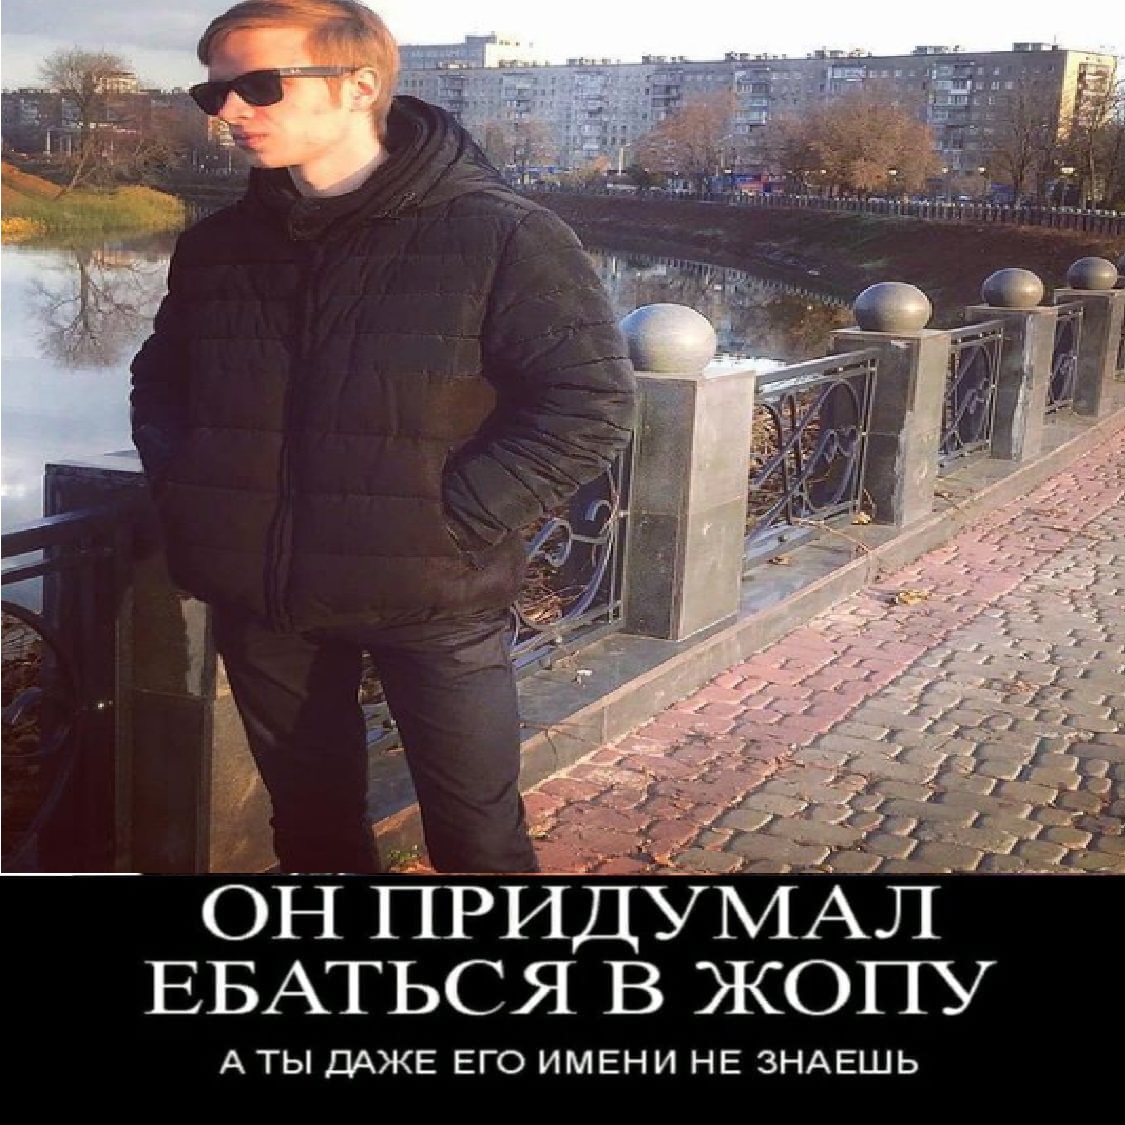 ОН ПРИДУМАЛ
ЕБАТЬСЯ В ЖОПУ
А ТЫ ДАЖЕ ЕГО ИМЕНИ НЕ ЗНАЕШЬ